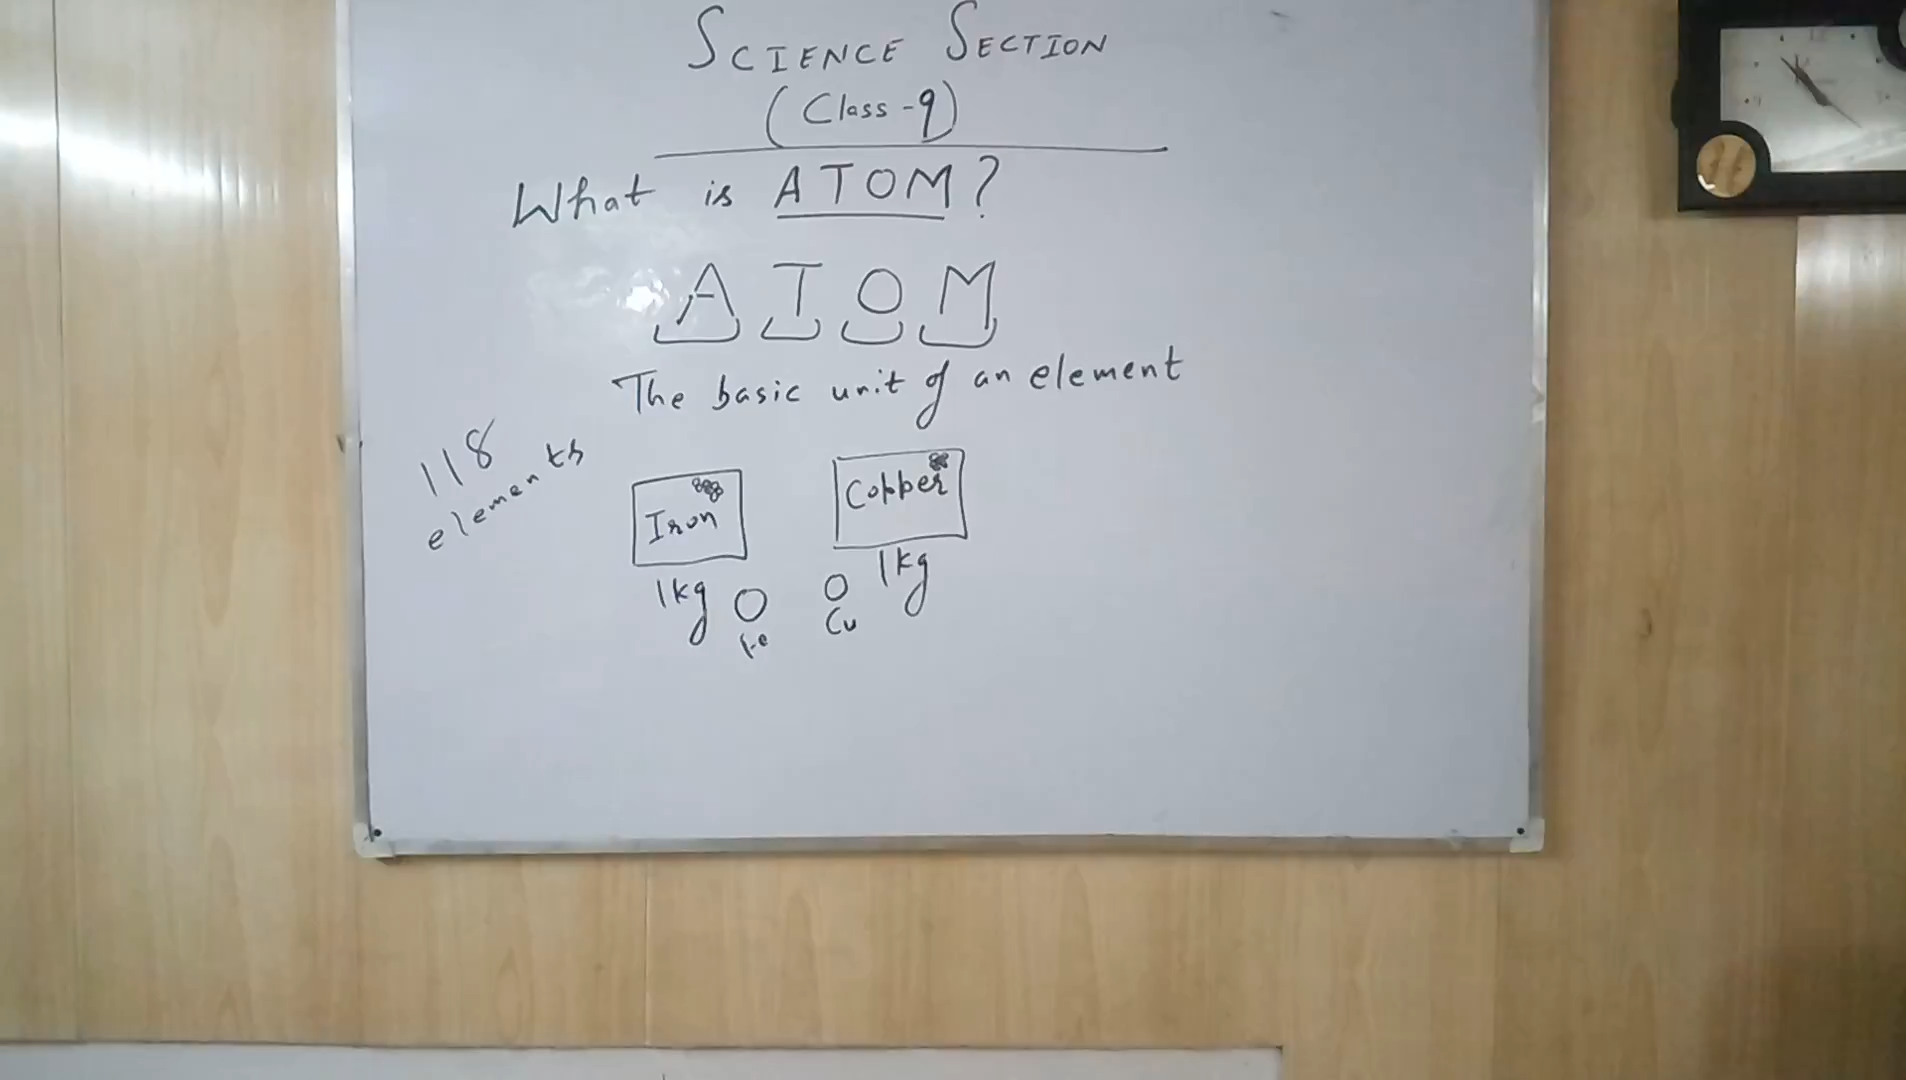 SCIENCE SECTION
(Class-9)
What is ATOM?
ATOM
The basic unit of an element
118
elements
Iron
Copper
1kg
1kg
Fe
Cu